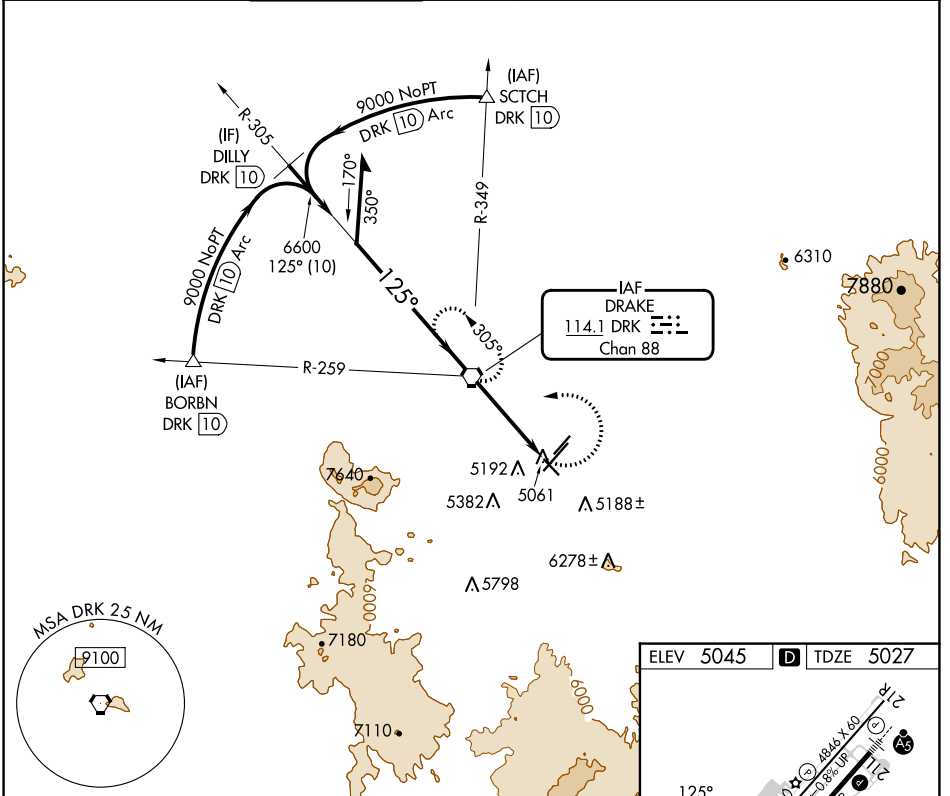 (IAF)
SCTCH
DRK 10
9000 NoPT
DRK 10 Arc
R-305
(IF)
DILLY
DRK 10
170°
350°
R-349
6600
125° (10)
9000 NoPT
DRK 10 Arc
125°
305°
6310
7880
7000
6000
IAF
DRAKE
114.1 DRK
Chan 88
R-259
(IAF)
BORBN
DRK 10
7640
5192
5061
5382
5188±
6278±
5798
6000
MSA DRK 25 NM
9100
7180
7110
6000
ELEV 5045 D TDZE 5027
21R
4846 X 60
P
A5
0.8% UP
21L
P
P
125°